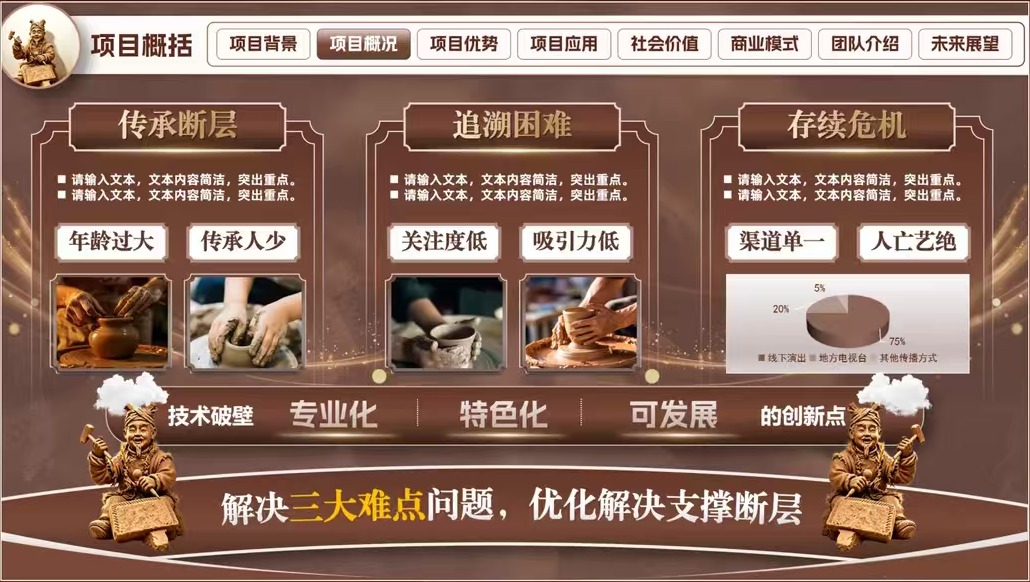 项目概括
项目背景
项目概况
项目优势
项目应用
社会价值
商业模式
团队介绍
未来展望
传承断层
请输入文本，文本内容简洁，突出重点。
请输入文本，文本内容简洁，突出重点。
年龄过大 传承人少
追溯困难
请输入文本，文本内容简洁，突出重点。
请输入文本，文本内容简洁，突出重点。
关注度低 吸引力低
存续危机
请输入文本，文本内容简洁，突出重点。
请输入文本，文本内容简洁，突出重点。
渠道单一 人亡艺绝
5%
20%
75%
线下演出 地方电视台 其他传播方式
技术破壁 专业化 特色化 可发展 的创新点
解决三大难点问题，优化解决支撑断层